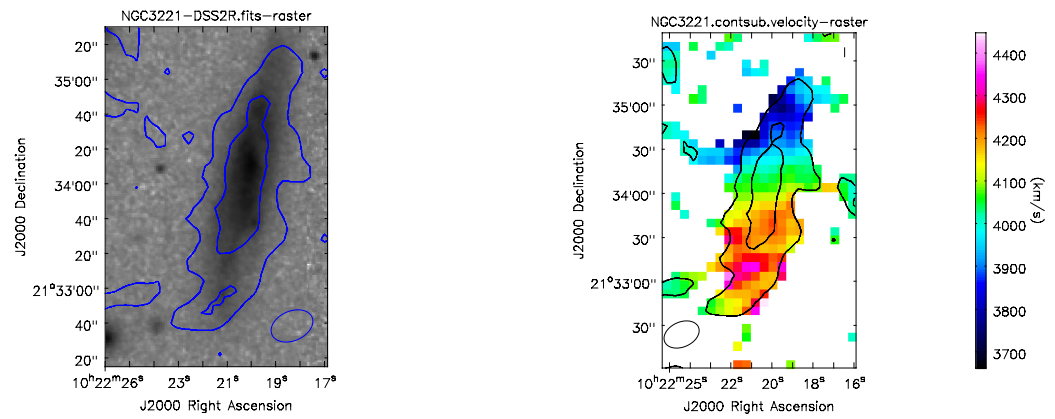 NGC3221-DSS2R.fits-raster
20"
35'00"
40"
20"
34'00"
40"
20"
21°33'00"
40"
20"
10ʰ22ᵐ26ˢ 23ˢ 21ˢ 19ˢ 17ˢ
J2000 Right Ascension
J2000 Declination
NGC3221.contsub.velocity-raster
30"
35'00"
30"
34'00"
30"
21°33'00"
30"
10ʰ22ᵐ25ˢ 22ˢ 20ˢ 18ˢ 16ˢ
J2000 Right Ascension
J2000 Declination
4400
4300
4200
4100
4000
3900
3800
3700
(km/s)